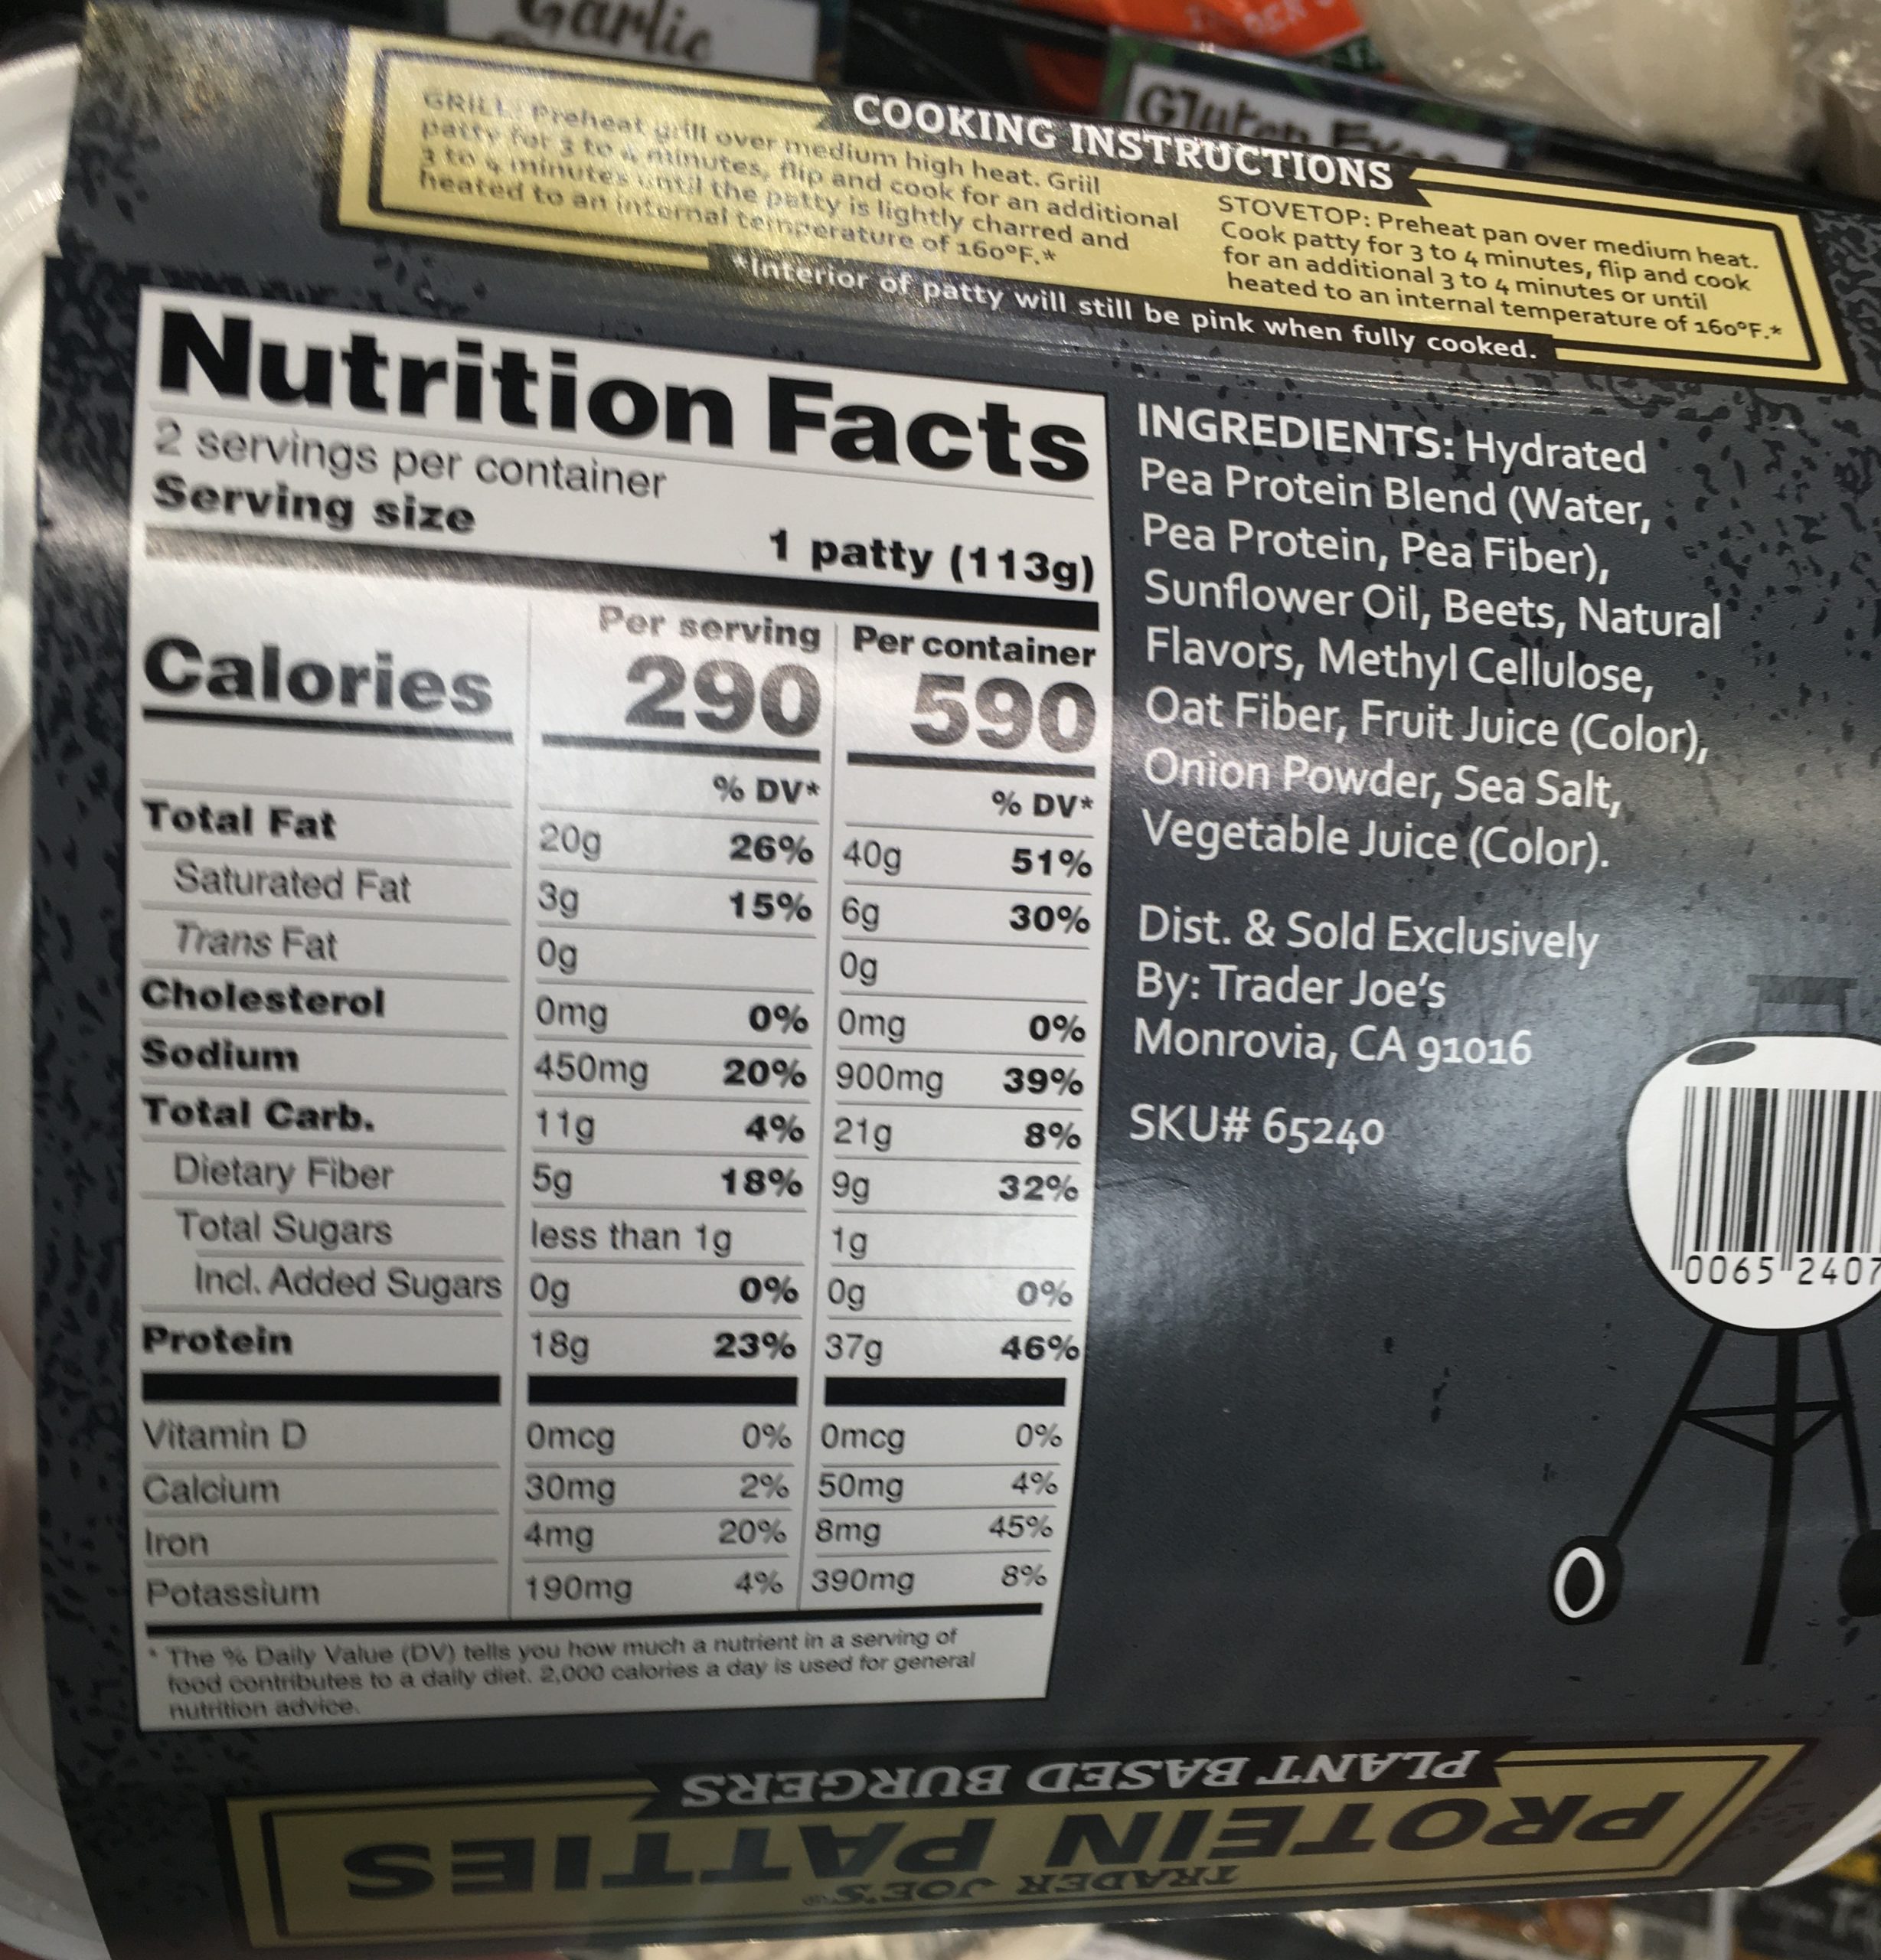 Garlic
Gluten Free
COOKING INSTRUCTIONS
GRILL: Preheat grill over medium high heat. Grill
patty for 3 to 4 minutes, flip and cook for an additional
3 to 4 minutes until the patty is lightly charred and
heated to an internal temperature of 160°F.*
STOVETOP: Preheat pan over medium heat.
Cook patty for 3 to 4 minutes, flip and cook
for an additional 3 to 4 minutes or until
heated to an internal temperature of 160°F.*
*Interior of patty will still be pink when fully cooked.
Nutrition Facts
2 servings per container
Serving size 1 patty (113g)
Per serving Per container
Calories 290 590
% DV* % DV*
Total Fat 20g 26% 40g 51%
Saturated Fat 3g 15% 6g 30%
Trans Fat 0g 0g
Cholesterol 0mg 0% 0mg 0%
Sodium 450mg 20% 900mg 39%
Total Carb. 11g 4% 21g 8%
Dietary Fiber 5g 18% 9g 32%
Total Sugars less than 1g 1g
Incl. Added Sugars 0g 0% 0g 0%
Protein 18g 23% 37g 46%
Vitamin D 0mcg 0% 0mcg 0%
Calcium 30mg 2% 50mg 4%
Iron 4mg 20% 8mg 45%
Potassium 190mg 4% 390mg 8%
* The % Daily Value (DV) tells you how much a nutrient in a serving of
food contributes to a daily diet. 2,000 calories a day is used for general
nutrition advice.
INGREDIENTS: Hydrated
Pea Protein Blend (Water,
Pea Protein, Pea Fiber),
Sunflower Oil, Beets, Natural
Flavors, Methyl Cellulose,
Oat Fiber, Fruit Juice (Color),
Onion Powder, Sea Salt,
Vegetable Juice (Color).
Dist. & Sold Exclusively
By: Trader Joe's
Monrovia, CA 91016
SKU# 65240
0065 2407
TRADER JOE'S®
PROTEIN PATTIES
PLANT BASED BURGERS